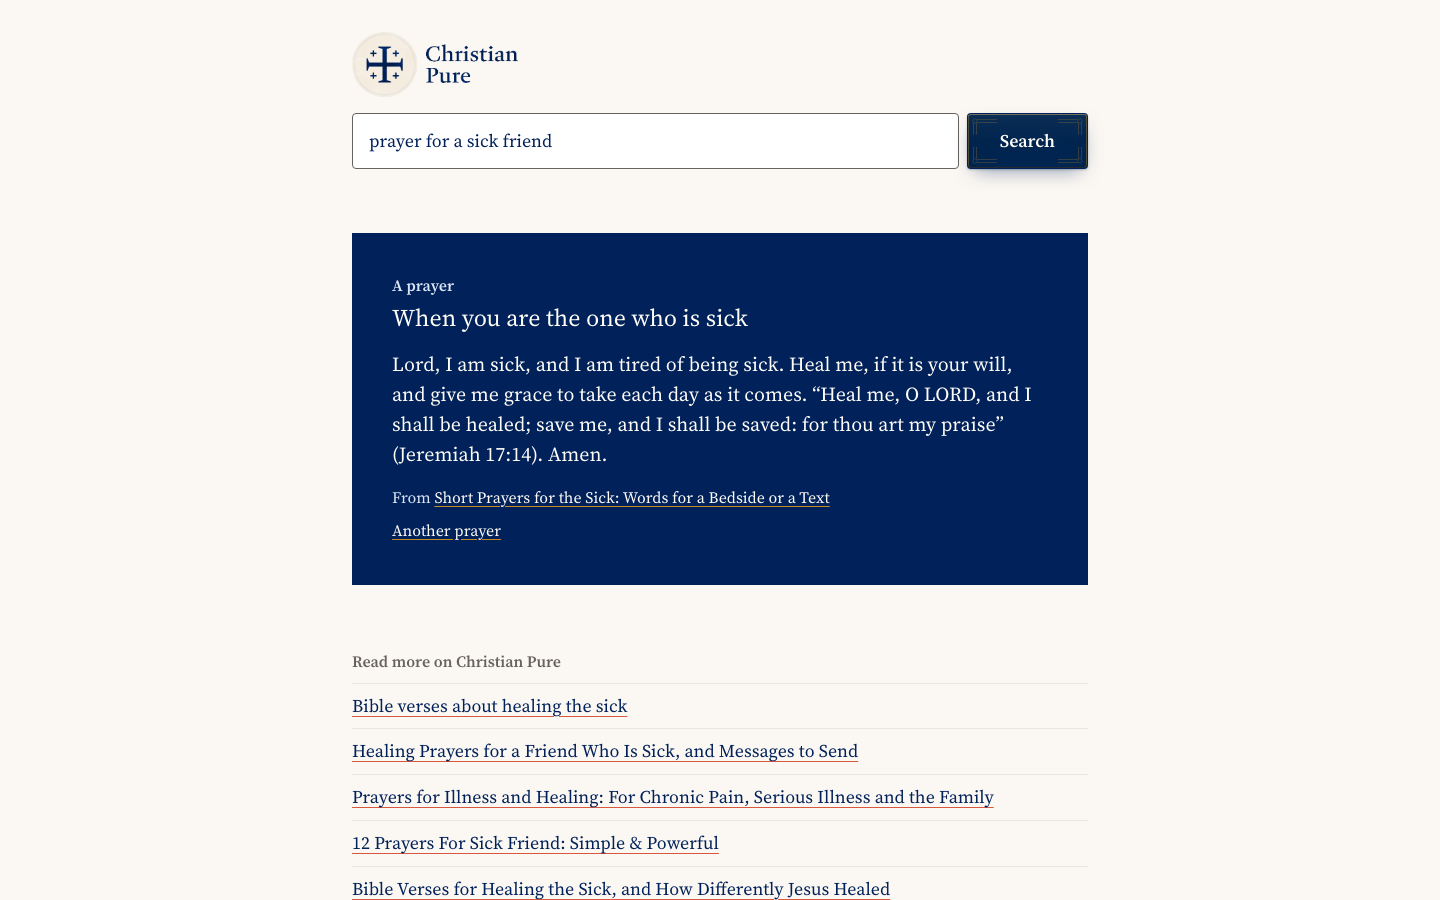 Christian
Pure
prayer for a sick friend
Search
A prayer
When you are the one who is sick
Lord, I am sick, and I am tired of being sick. Heal me, if it is your will,
and give me grace to take each day as it comes. “Heal me, O LORD, and I
shall be healed; save me, and I shall be saved: for thou art my praise”
(Jeremiah 17:14). Amen.
From Short Prayers for the Sick: Words for a Bedside or a Text
Another prayer
Read more on Christian Pure
Bible verses about healing the sick
Healing Prayers for a Friend Who Is Sick, and Messages to Send
Prayers for Illness and Healing: For Chronic Pain, Serious Illness and the Family
12 Prayers For Sick Friend: Simple & Powerful
Bible Verses for Healing the Sick, and How Differently Jesus Healed